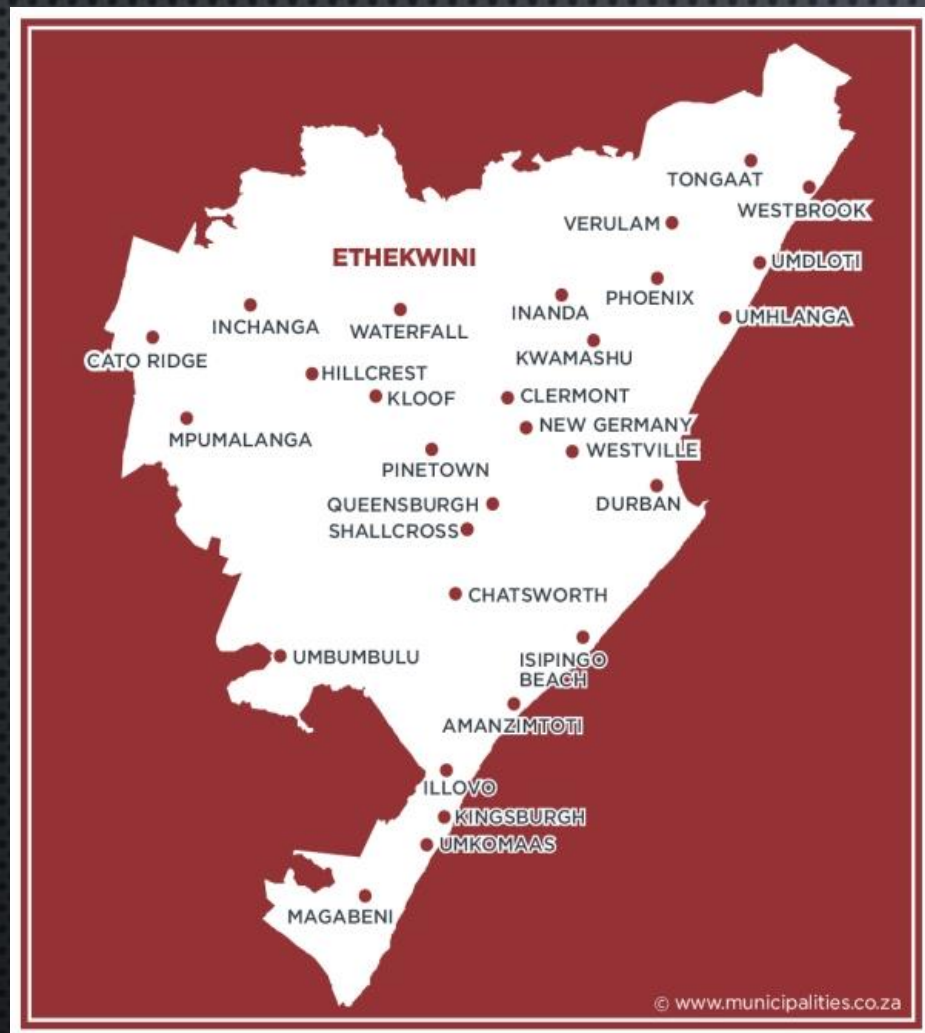 TONGAAT
WESTBROOK
VERULAM
ETHEKWINI
UMDLOTI
PHOENIX
INANDA
INCHANGA
WATERFALL
UMHLANGA
KWAMASHU
CATO RIDGE
HILLCREST
KLOOF
CLERMONT
NEW GERMANY
MPUMALANGA
WESTVILLE
PINETOWN
QUEENSBURGH
DURBAN
SHALLCROSS
CHATSWORTH
UMBUMBULU
ISIPINGO
BEACH
AMANZIMTOTI
ILLOVO
KINGSBURGH
UMKOMAAS
MAGABENI
© www.municipalities.co.za